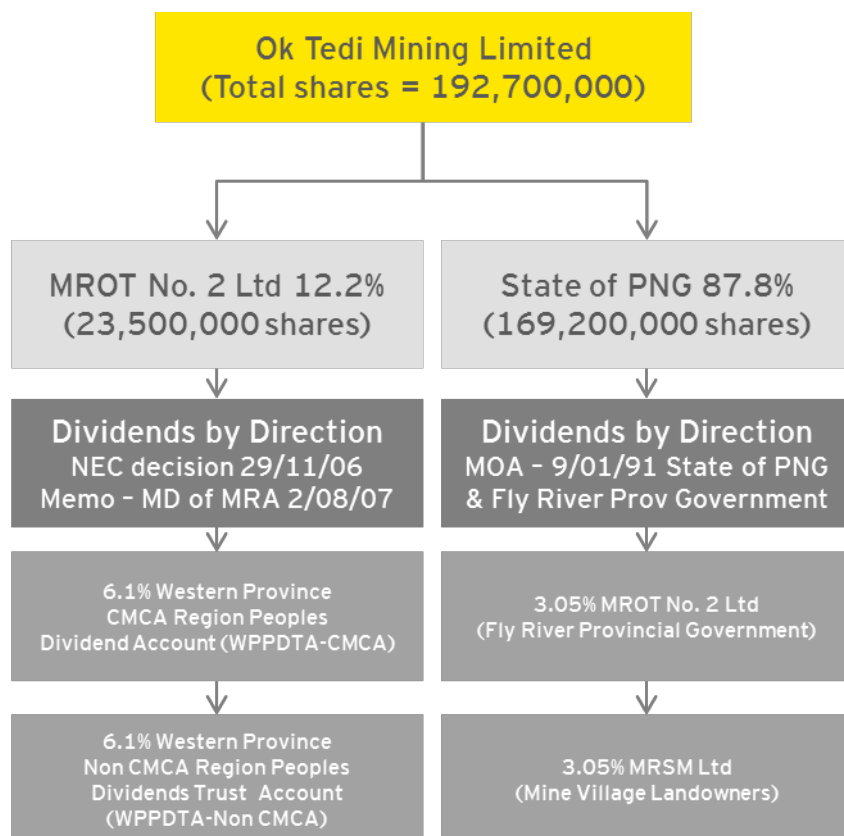 Ok Tedi Mining Limited
(Total shares = 192,700,000)
MROT No. 2 Ltd 12.2%
(23,500,000 shares)
State of PNG 87.8%
(169,200,000 shares)
Dividends by Direction
NEC decision 29/11/06
Memo – MD of MRA 2/08/07
Dividends by Direction
MOA – 9/01/91 State of PNG
& Fly River Prov Government
6.1% Western Province
CMCA Region Peoples
Dividend Account (WPPDTA-CMCA)
3.05% MROT No. 2 Ltd
(Fly River Provincial Government)
6.1% Western Province
Non CMCA Region Peoples
Dividends Trust Account
(WPPDTA-Non CMCA)
3.05% MRSM Ltd
(Mine Village Landowners)